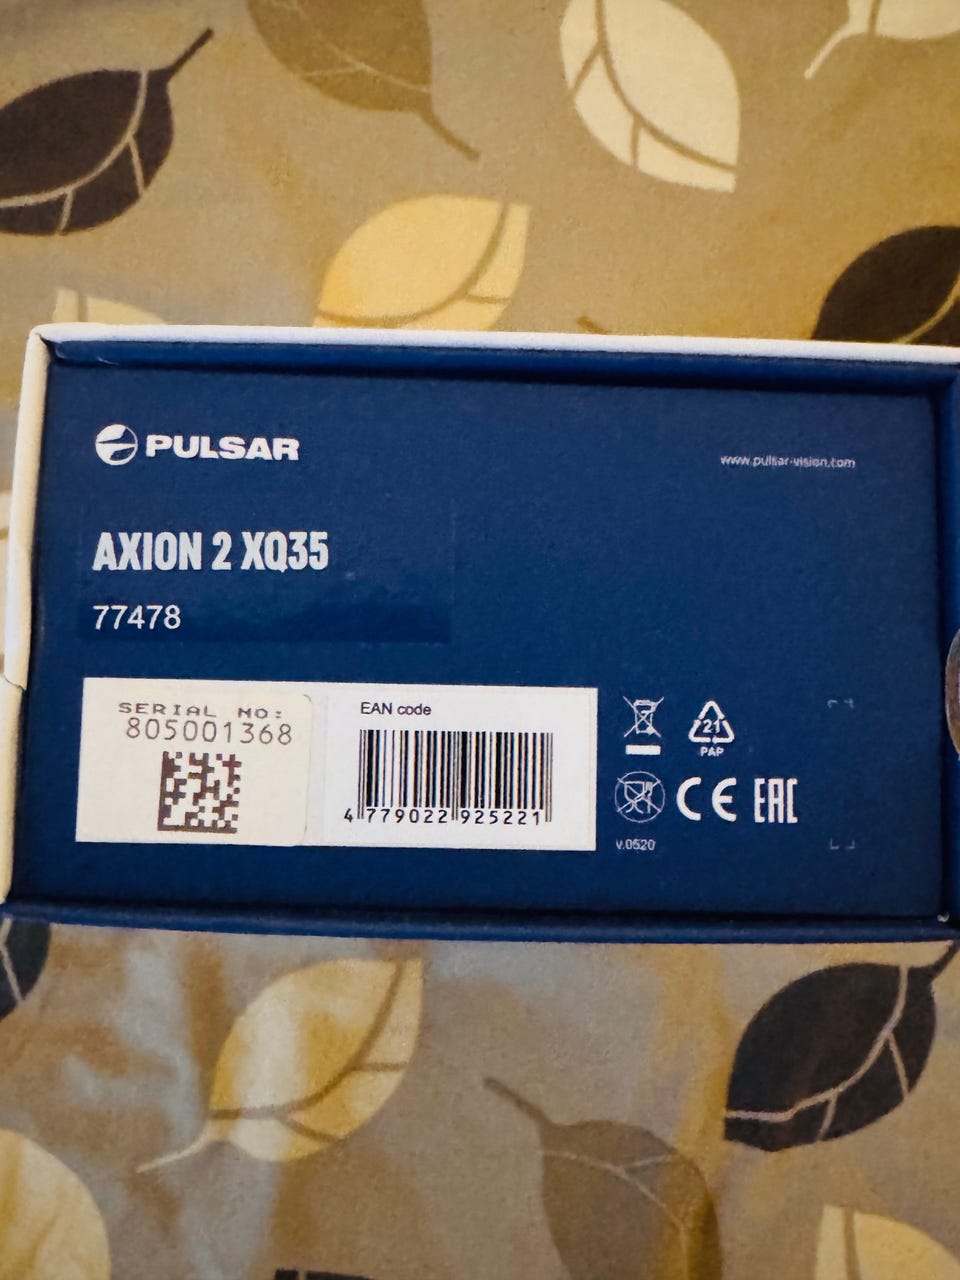 PULSAR
www.pulsar-vision.com
AXION 2 XQ35
77478
SERIAL NO:
805001368
EAN code
4 779022 925221
21
PAP
CE EAC
v.0520